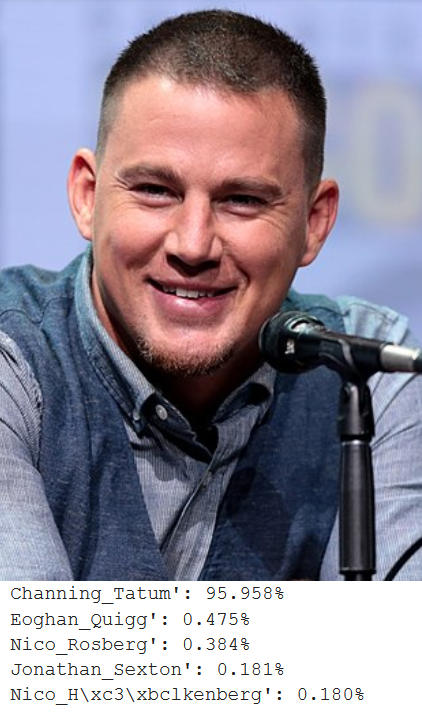 Channing_Tatum': 95.958%
Eoghan_Quigg': 0.475%
Nico_Rosberg': 0.384%
Jonathan_Sexton': 0.181%
Nico_H\xc3\xbclkenberg': 0.180%